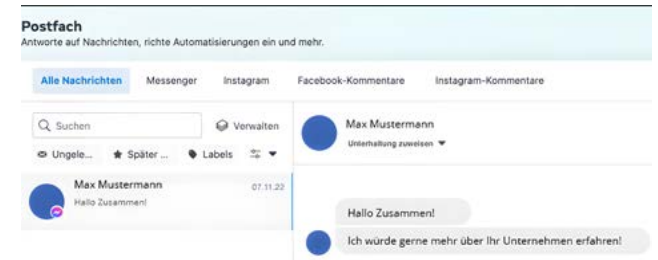 Postfach
Antworte auf Nachrichten, richte Automatisierungen ein und mehr.
Alle Nachrichten Messenger Instagram Facebook-Kommentare Instagram-Kommentare
Suchen Verwalten
Ungele... Später ... Labels
Max Mustermann 07.11.22
Hallo Zusammen!
Max Mustermann
Unterhaltung zuweisen
Hallo Zusammen!
Ich würde gerne mehr über Ihr Unternehmen erfahren!